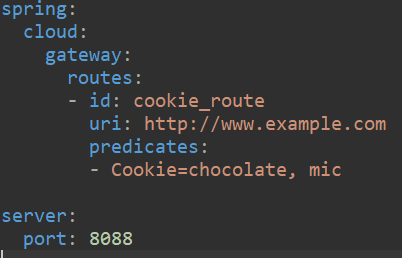 spring:
  cloud:
    gateway:
      routes:
      - id: cookie_route
        uri: http://www.example.com
        predicates:
        - Cookie=chocolate, mic

server:
  port: 8088